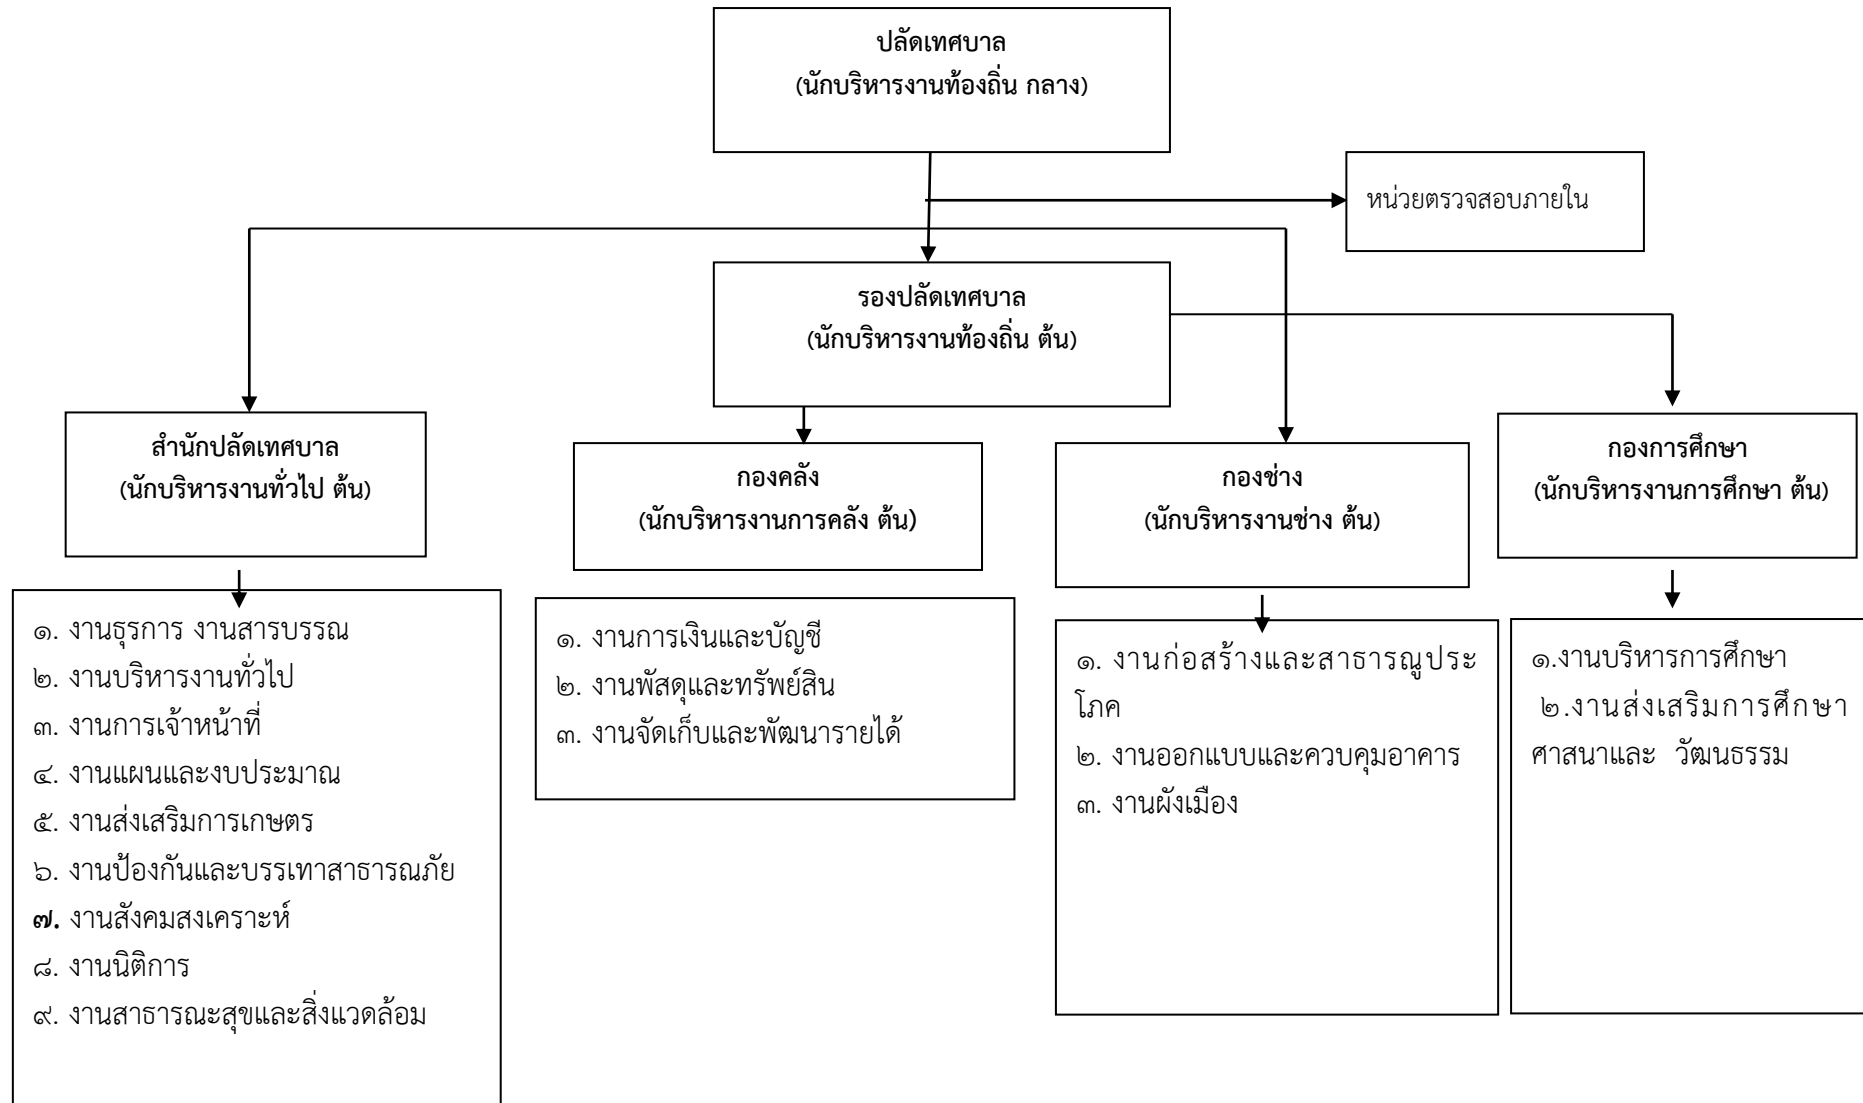 ปลัดเทศบาล
(นักบริหารงานท้องถิ่น กลาง)
หน่วยตรวจสอบภายใน
รองปลัดเทศบาล
(นักบริหารงานท้องถิ่น ต้น)
สำนักปลัดเทศบาล
(นักบริหารงานทั่วไป ต้น)
กองคลัง
(นักบริหารงานการคลัง ต้น)
กองช่าง
(นักบริหารงานช่าง ต้น)
กองการศึกษา
(นักบริหารงานการศึกษา ต้น)
๑. งานธุรการ งานสารบรรณ
๒. งานบริหารงานทั่วไป
๓. งานการเจ้าหน้าที่
๔. งานแผนและงบประมาณ
๕. งานส่งเสริมการเกษตร
๖. งานป้องกันและบรรเทาสาธารณภัย
๗. งานสังคมสงเคราะห์
๘. งานนิติการ
๙. งานสาธารณะสุขและสิ่งแวดล้อม
๑. งานการเงินและบัญชี
๒. งานพัสดุและทรัพย์สิน
๓. งานจัดเก็บและพัฒนารายได้
๑. งานก่อสร้างและสาธารณูประ
โภค
๒. งานออกแบบและควบคุมอาคาร
๓. งานผังเมือง
๑.งานบริหารการศึกษา
๒.งานส่งเสริมการศึกษา
ศาสนาและ วัฒนธรรม